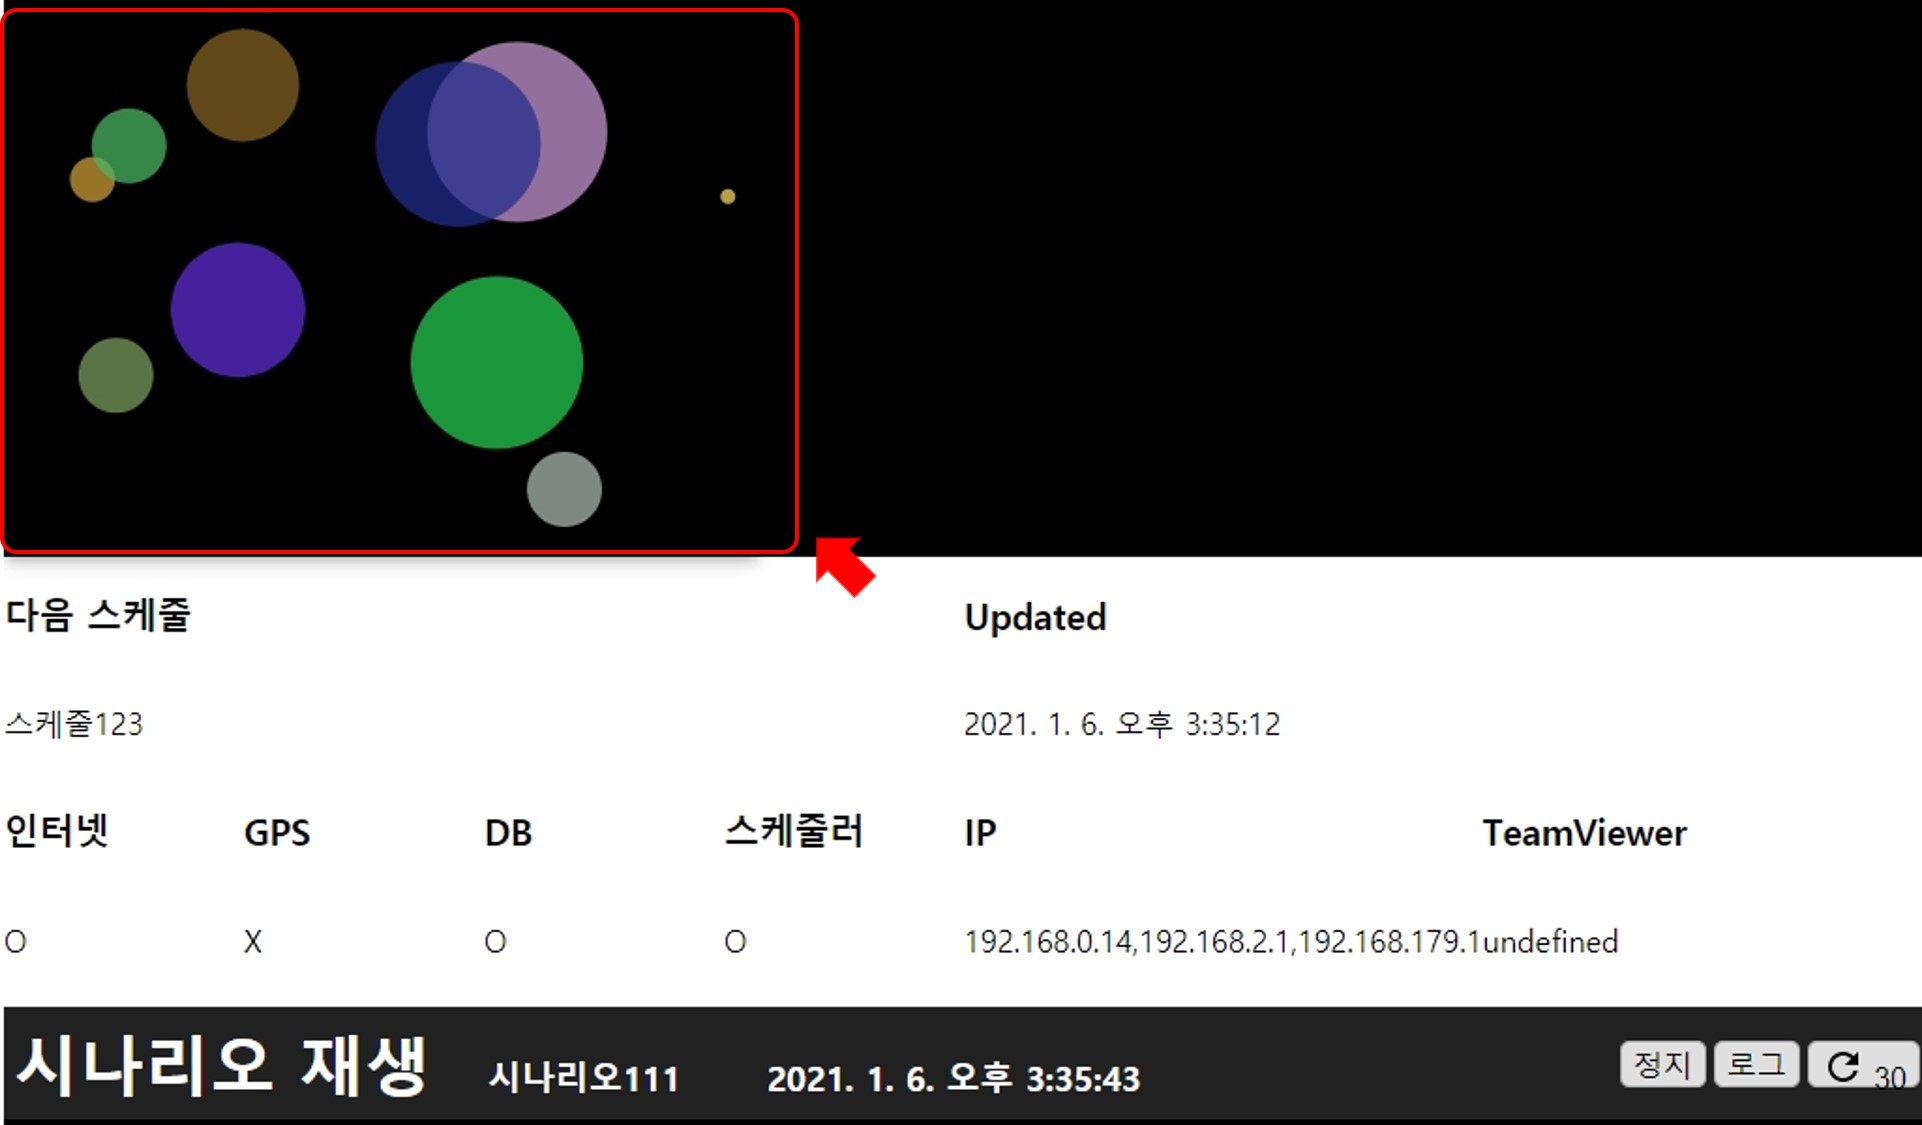 다음 스케줄 Updated
스케줄123 2021. 1. 6. 오후 3:35:12
인터넷 GPS DB 스케줄러 IP TeamViewer
O X O O 192.168.0.14,192.168.2.1,192.168.179.1undefined
시나리오 재생 시나리오111 2021. 1. 6. 오후 3:35:43 정지 로그 30